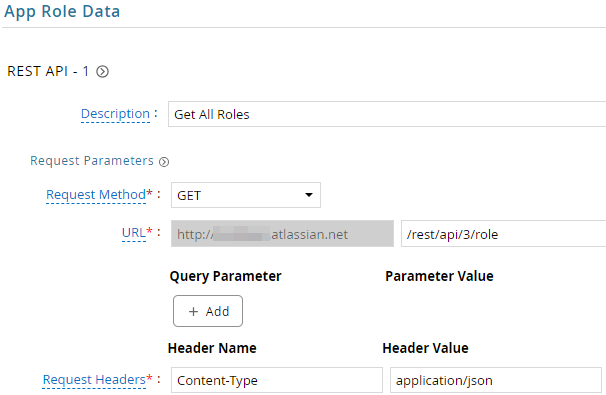 App Role Data
REST API - 1
Description :
Get All Roles
Request Parameters
Request Method* :
GET
URL* :
http:// .atlassian.net
/rest/api/3/role
Query Parameter
Parameter Value
+ Add
Header Name
Header Value
Request Headers* :
Content-Type
application/json